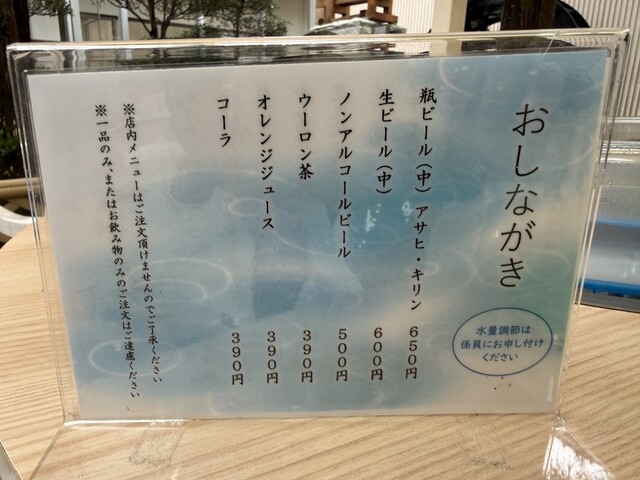 おしながき
水量調節は
係員にお申し付け
ください
瓶ビール(中) アサヒ・キリン 650円
生ビール(中) 600円
ノンアルコールビール 500円
ウーロン茶 390円
オレンジジュース 390円
コーラ 390円
※店内メニューはご注文頂けませんのでご了承ください
※一品のみ、またはお飲み物のみのご注文はご遠慮ください